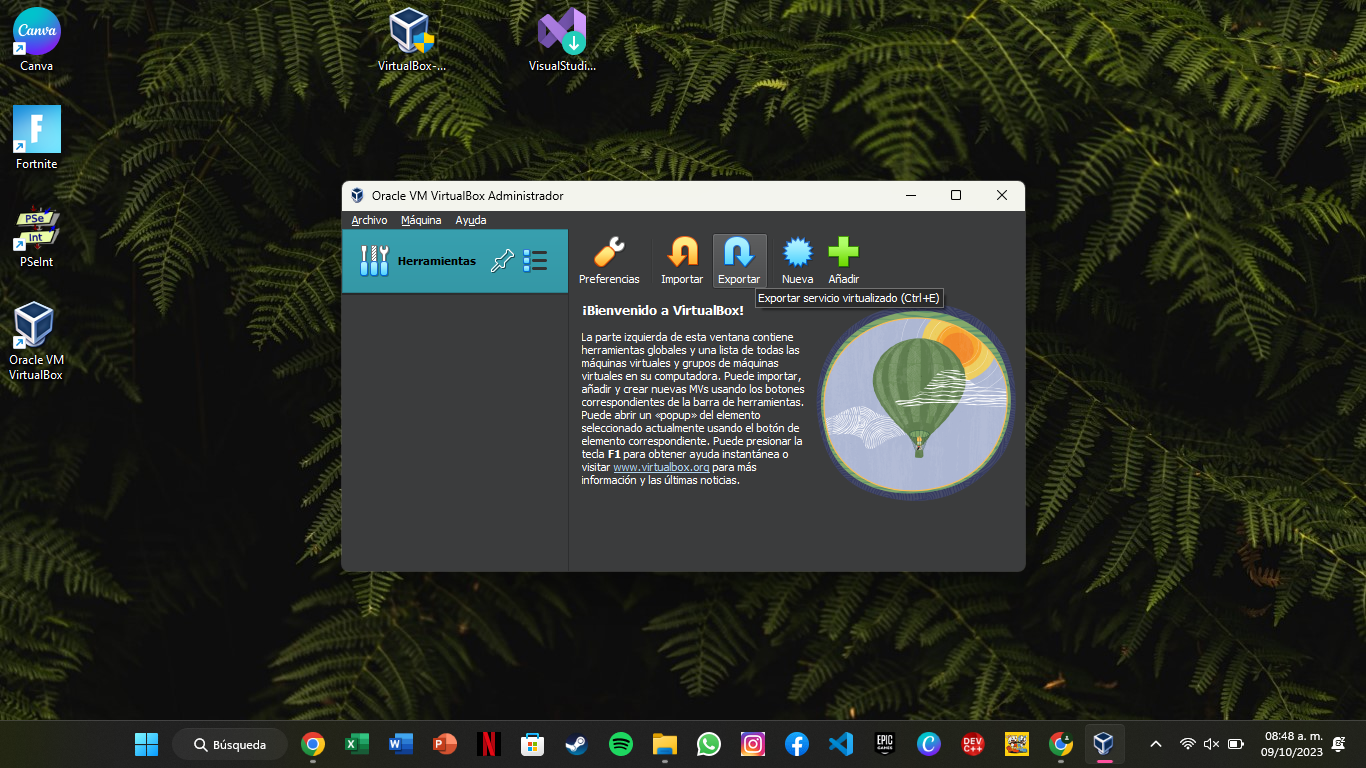 Canva
Canva
VirtualBox-...
VisualStudi...
F
Fortnite
PSe
Int
PSeInt
Oracle VM
VirtualBox
Oracle VM VirtualBox Administrador
Archivo Máquina Ayuda
Herramientas
Preferencias Importar Exportar Nueva Añadir
Exportar servicio virtualizado (Ctrl+E)
¡Bienvenido a VirtualBox!
La parte izquierda de esta ventana contiene
herramientas globales y una lista de todas las
máquinas virtuales y grupos de máquinas
virtuales en su computadora. Puede importar,
añadir y crear nuevas MVs usando los botones
correspondientes de la barra de herramientas.
Puede abrir un «popup» del elemento
seleccionado actualmente usando el botón de
elemento correspondiente. Puede presionar la
tecla F1 para obtener ayuda instantánea o
visitar www.virtualbox.org para más
información y las últimas noticias.
Búsqueda
X
W
P
N
EPIC
GAMES
C
DEV
C++
08:48 a. m.
09/10/2023